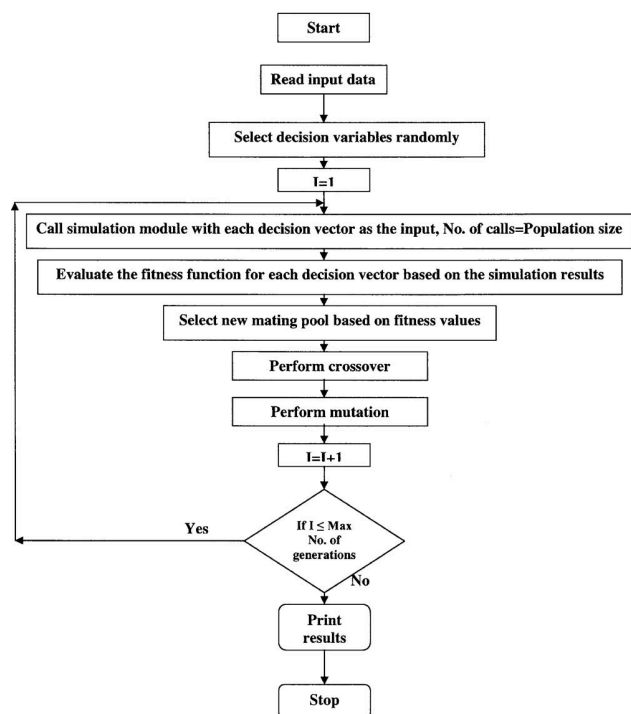 Start
Read input data
Select decision variables randomly
I=1
Call simulation module with each decision vector as the input, No. of calls=Population size
Evaluate the fitness function for each decision vector based on the simulation results
Select new mating pool based on fitness values
Perform crossover
Perform mutation
I=I+1
Yes
If I ≤ Max
No. of
generations
No
Print
results
Stop